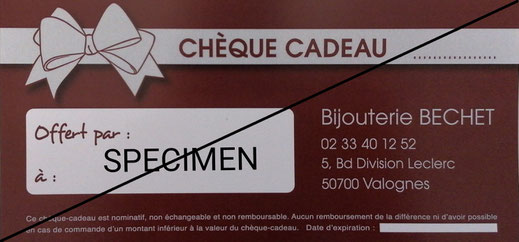 CHÈQUE CADEAU ...............
Offert par :
SPECIMEN
à :
Bijouterie BECHET
02 33 40 12 52
5, Bd Division Leclerc
50700 Valognes
Ce chèque-cadeau est nominatif, non échangeable et non remboursable. Aucun remboursement de la différence ni d'avoir possible
en cas de commande d'un montant inférieur à la valeur du chèque-cadeau. Date d'expiration :